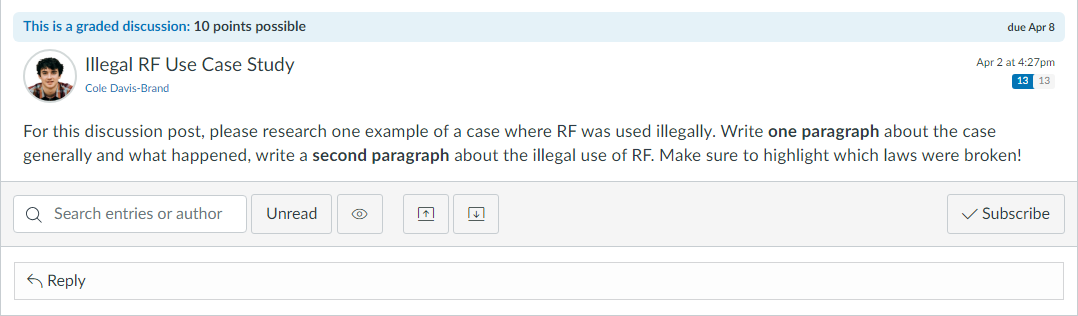 This is a graded discussion: 10 points possible
due Apr 8
Illegal RF Use Case Study
Cole Davis-Brand
Apr 2 at 4:27pm
13 13
For this discussion post, please research one example of a case where RF was used illegally. Write one paragraph about the case
generally and what happened, write a second paragraph about the illegal use of RF. Make sure to highlight which laws were broken!
Search entries or author
Unread
Subscribe
Reply